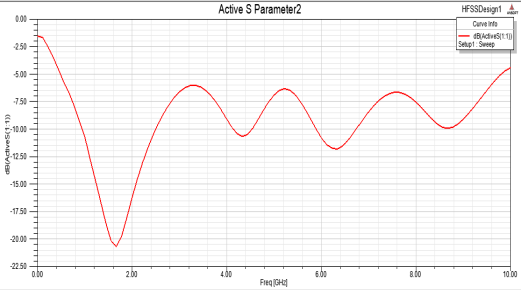 Active S Parameter2
HFSSDesign1
ANSOFT
Curve Info
dB(ActiveS(1:1))
Setup1 : Sweep
0.00
-2.50
-5.00
-7.50
-10.00
-12.50
-15.00
-17.50
-20.00
-22.50
dB(ActiveS(1:1))
0.00 2.00 4.00 6.00 8.00 10.00
Freq [GHz]